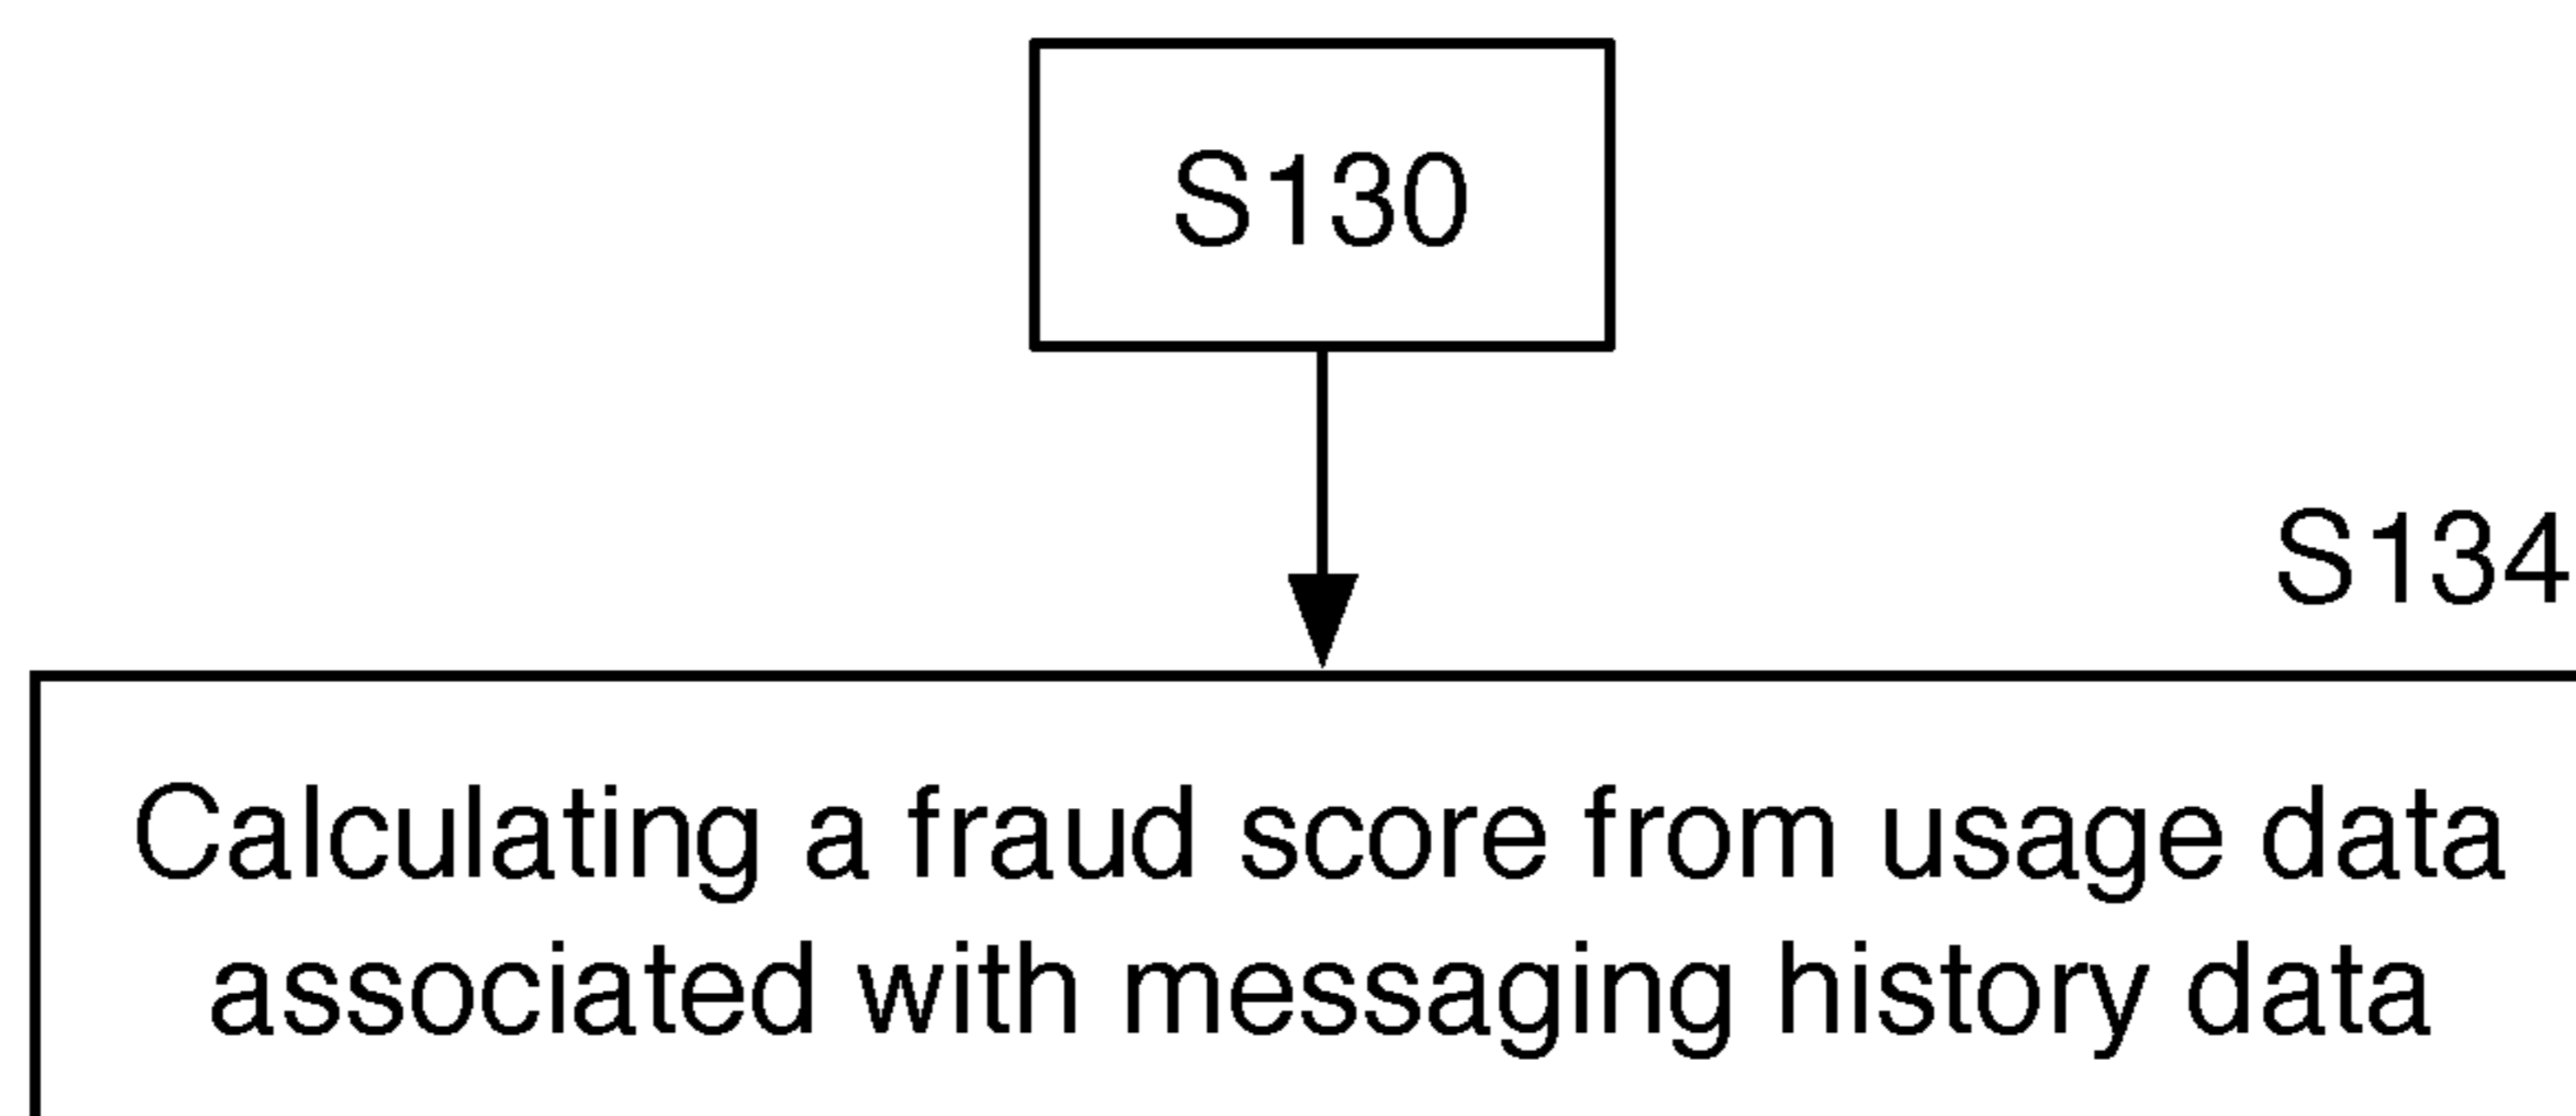 S130
S134
Calculating a fraud score from usage data
associated with messaging history data